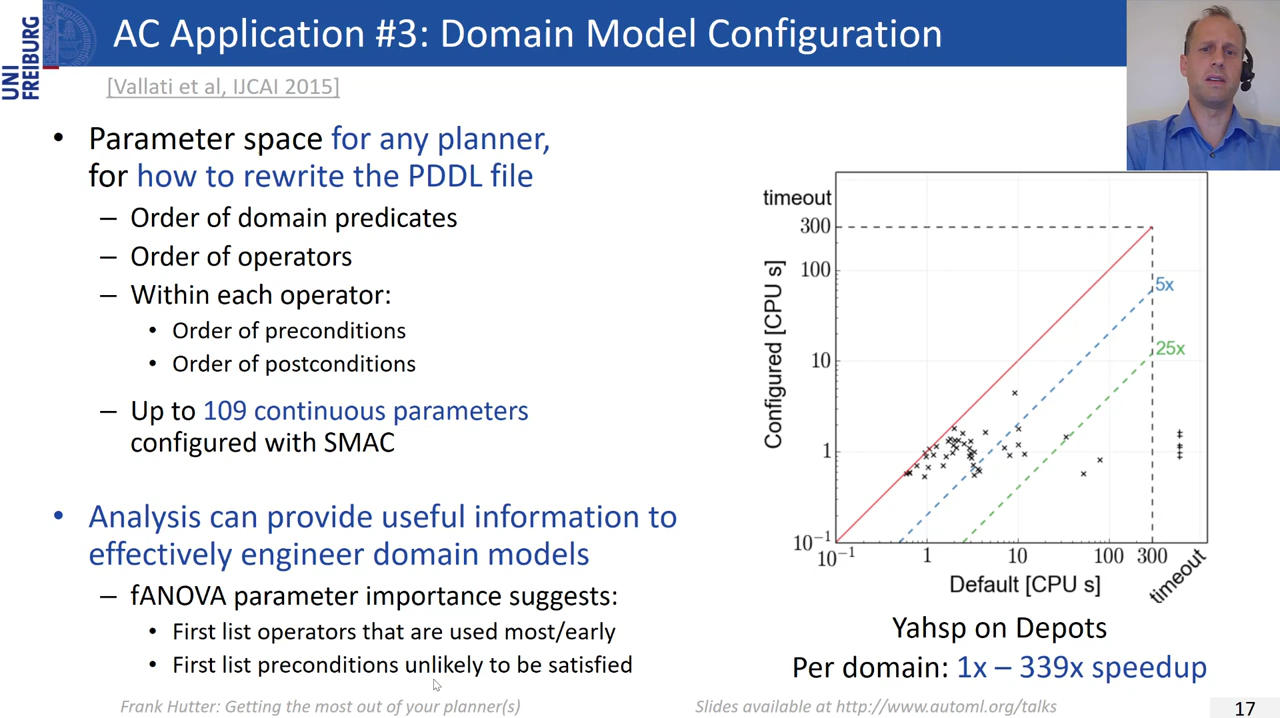 UNI
FREIBURG
AC Application #3: Domain Model Configuration
[Vallati et al, IJCAI 2015]
• Parameter space for any planner,
for how to rewrite the PDDL file
– Order of domain predicates
– Order of operators
– Within each operator:
• Order of preconditions
• Order of postconditions
– Up to 109 continuous parameters
configured with SMAC
• Analysis can provide useful information to
effectively engineer domain models
– fANOVA parameter importance suggests:
• First list operators that are used most/early
• First list preconditions unlikely to be satisfied
timeout
300
100
10
1
10⁻¹
Configured [CPU s]
5x
25x
10⁻¹ 1 10 100 300 timeout
Default [CPU s]
Yahsp on Depots
Per domain: 1x – 339x speedup
Frank Hutter: Getting the most out of your planner(s)
Slides available at http://www.automl.org/talks
17